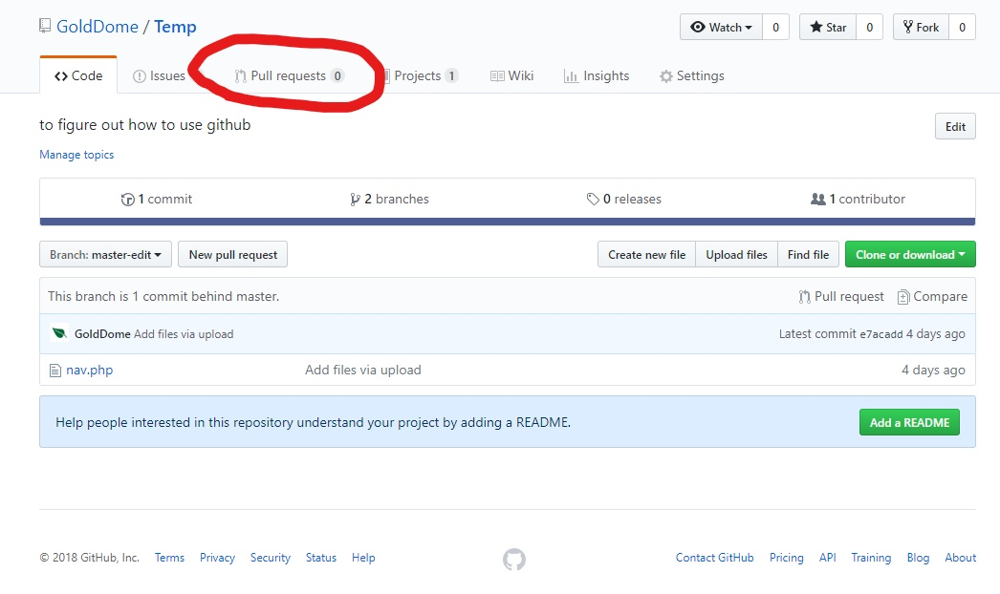 GoldDome / Temp
Watch 0 Star 0 Fork 0
Code Issues Pull requests 0 Projects 1 Wiki Insights Settings
to figure out how to use github
Edit
Manage topics
1 commit 2 branches 0 releases 1 contributor
Branch: master-edit New pull request Create new file Upload files Find file Clone or download
This branch is 1 commit behind master. Pull request Compare
GoldDome Add files via upload Latest commit e7acadd 4 days ago
nav.php Add files via upload 4 days ago
Help people interested in this repository understand your project by adding a README. Add a README
© 2018 GitHub, Inc. Terms Privacy Security Status Help Contact GitHub Pricing API Training Blog About